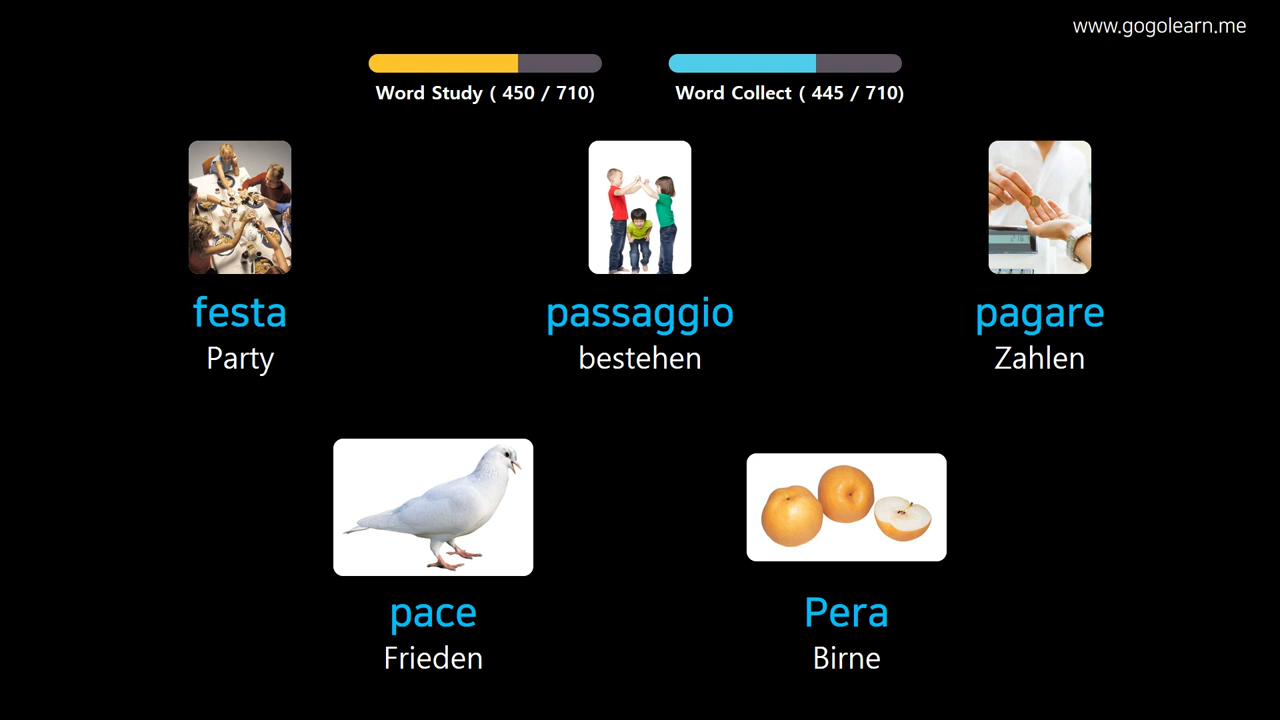 www.gogolearn.me
Word Study ( 450 / 710)
Word Collect ( 445 / 710)
festa
Party
passaggio
bestehen
pagare
Zahlen
pace
Frieden
Pera
Birne